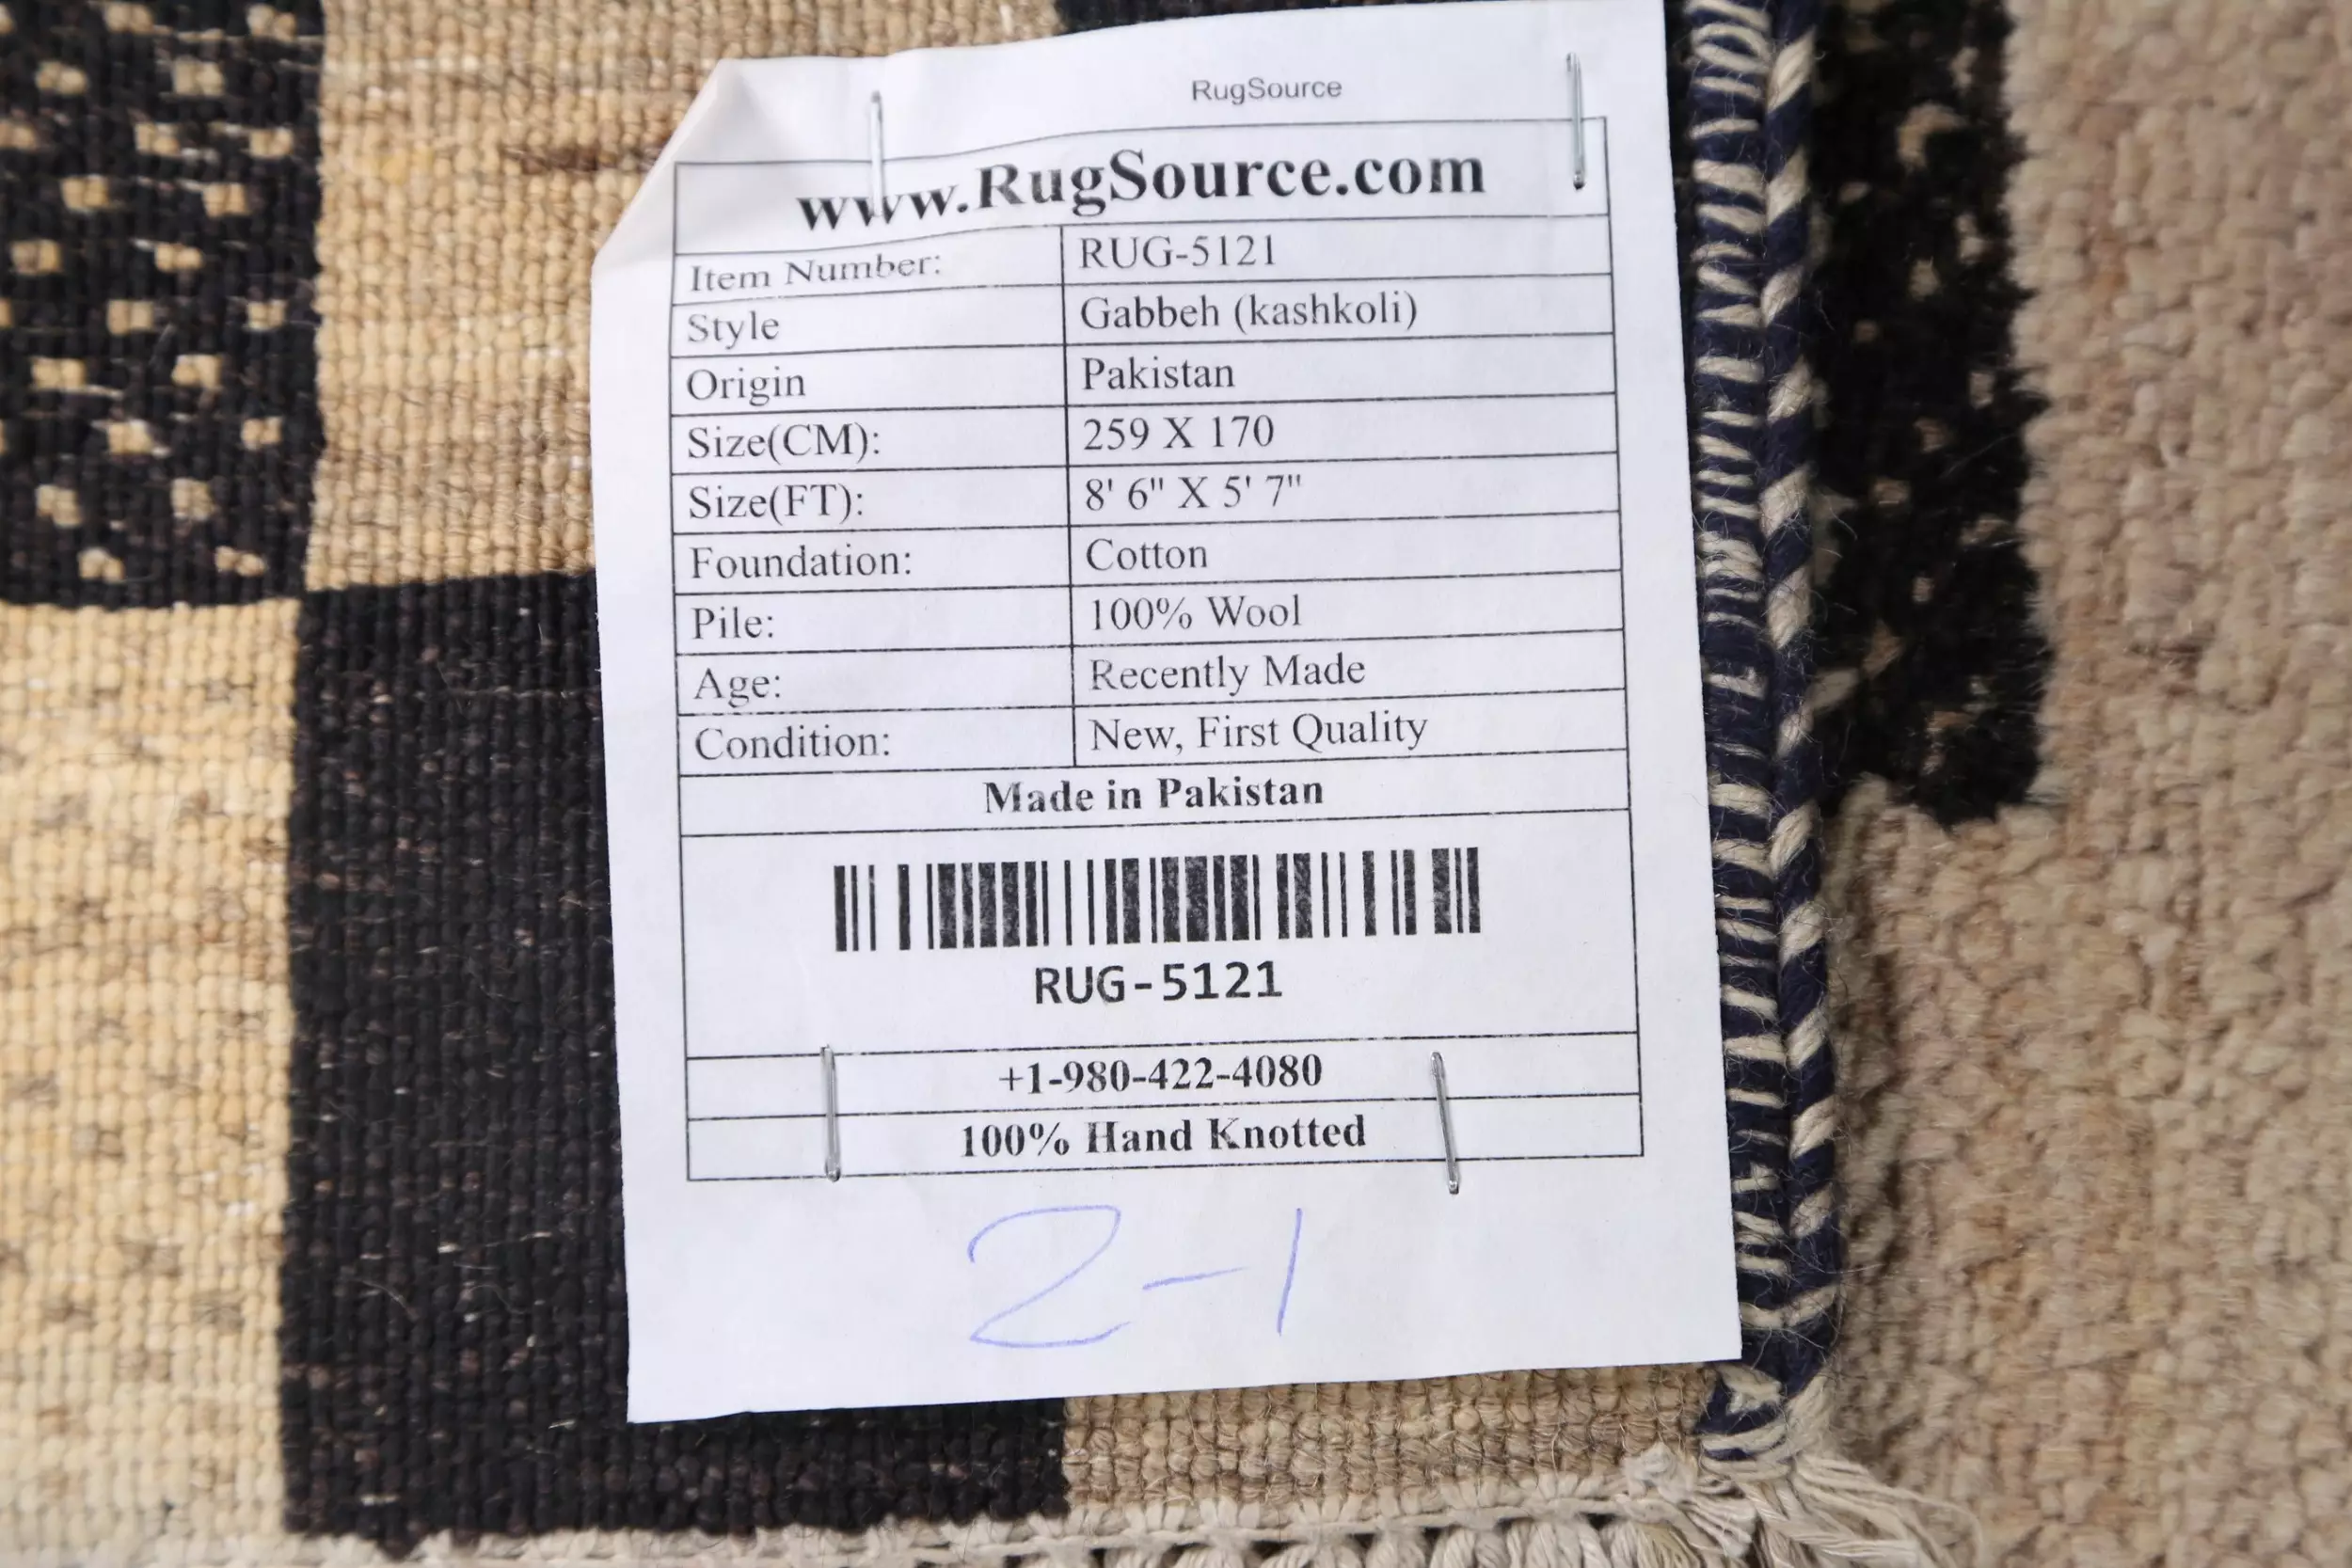 RugSource
www.RugSource.com
Item Number: RUG-5121
Style Gabbeh (kashkoli)
Origin Pakistan
Size(CM): 259 X 170
Size(FT): 8' 6" X 5' 7"
Foundation: Cotton
Pile: 100% Wool
Age: Recently Made
Condition: New, First Quality
Made in Pakistan
RUG-5121
+1-980-422-4080
100% Hand Knotted
2-1